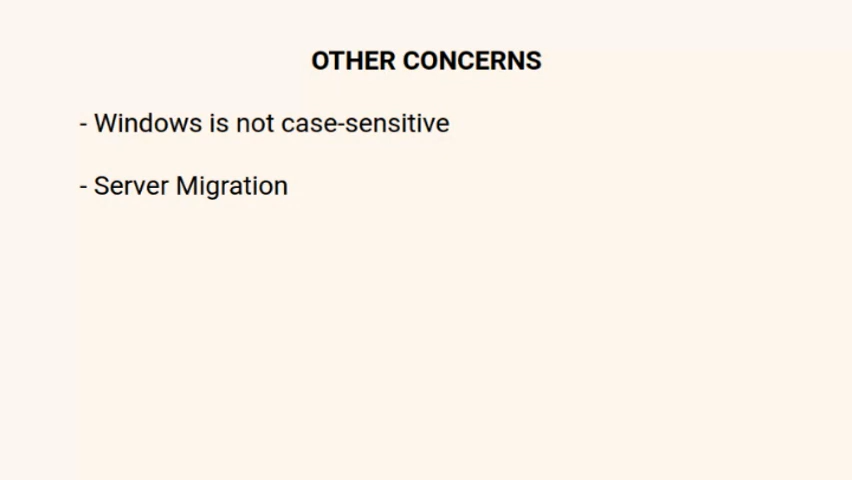 OTHER CONCERNS
- Windows is not case-sensitive
- Server Migration